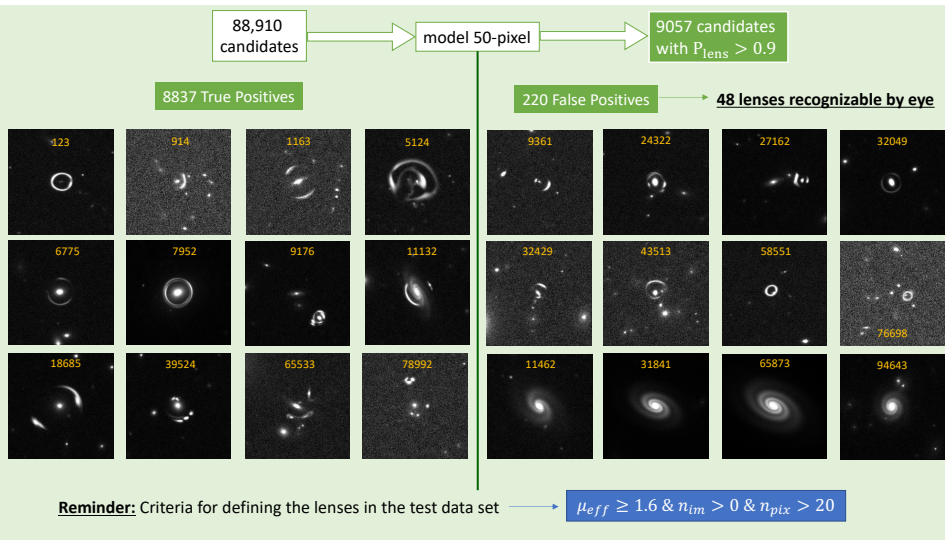 88,910
candidates
model 50-pixel
9057 candidates
with P_lens > 0.9
8837 True Positives
220 False Positives
48 lenses recognizable by eye
123
914
1163
5124
9361
24322
27162
32049
6775
7952
9176
11132
32429
43513
58551
76698
18685
39524
65533
78992
11462
31841
65873
94643
Reminder: Criteria for defining the lenses in the test data set
μ_eff ≥ 1.6 & n_im > 0 & n_pix > 20